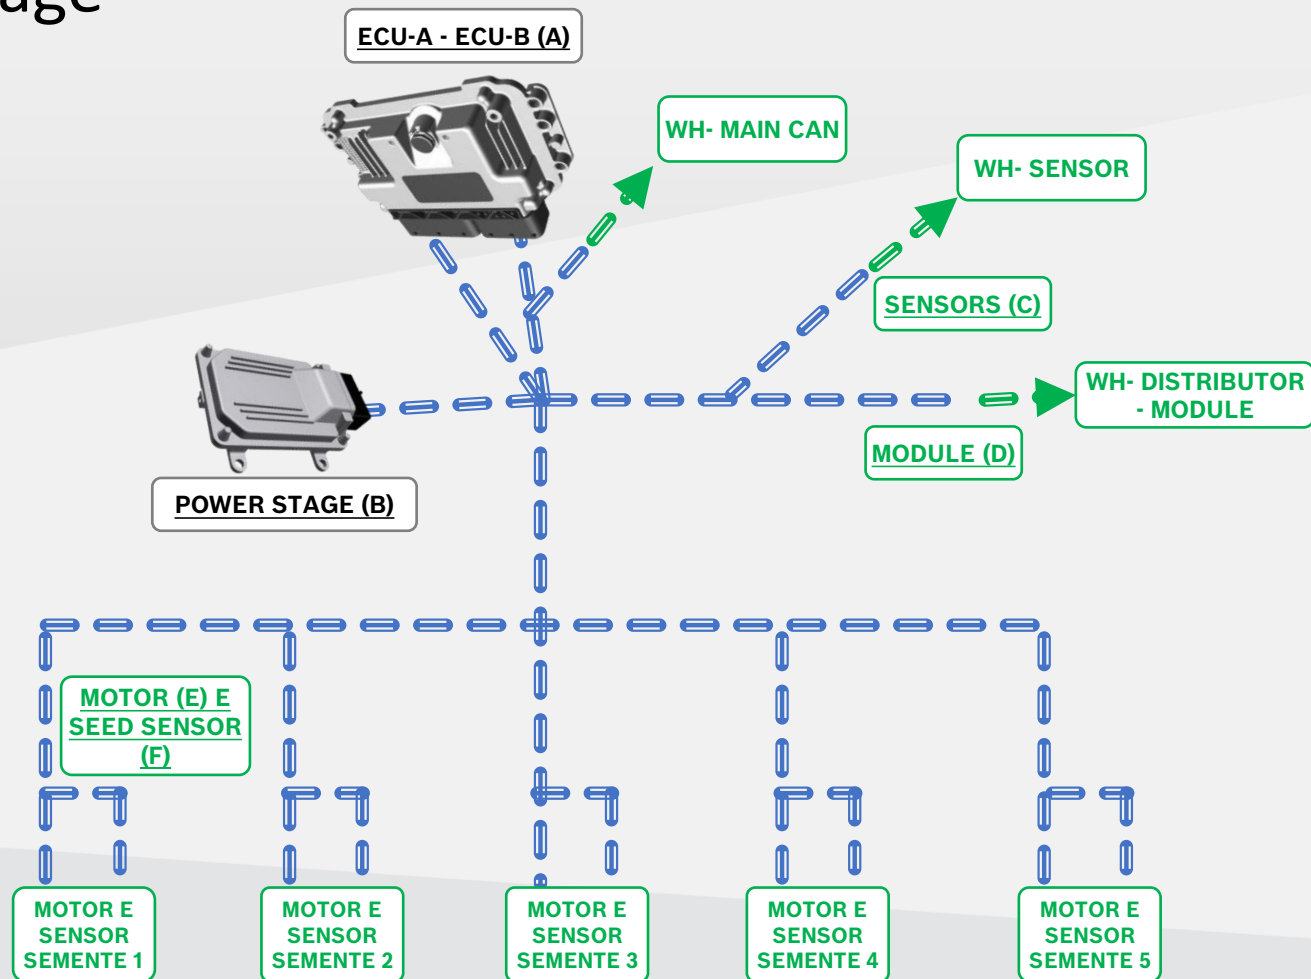 ECU-A - ECU-B (A)
WH- MAIN CAN
WH- SENSOR
SENSORS (C)
WH- DISTRIBUTOR
- MODULE
MODULE (D)
POWER STAGE (B)
MOTOR (E) E
SEED SENSOR
(F)
MOTOR E
SENSOR
SEMENTE 1
MOTOR E
SENSOR
SEMENTE 2
MOTOR E
SENSOR
SEMENTE 3
MOTOR E
SENSOR
SEMENTE 4
MOTOR E
SENSOR
SEMENTE 5